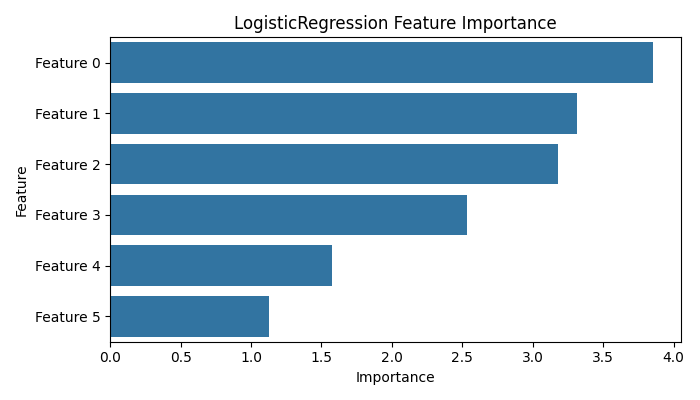 LogisticRegression Feature Importance
Feature 0
Feature 1
Feature 2
Feature 3
Feature 4
Feature 5
Feature
0.0 0.5 1.0 1.5 2.0 2.5 3.0 3.5 4.0
Importance